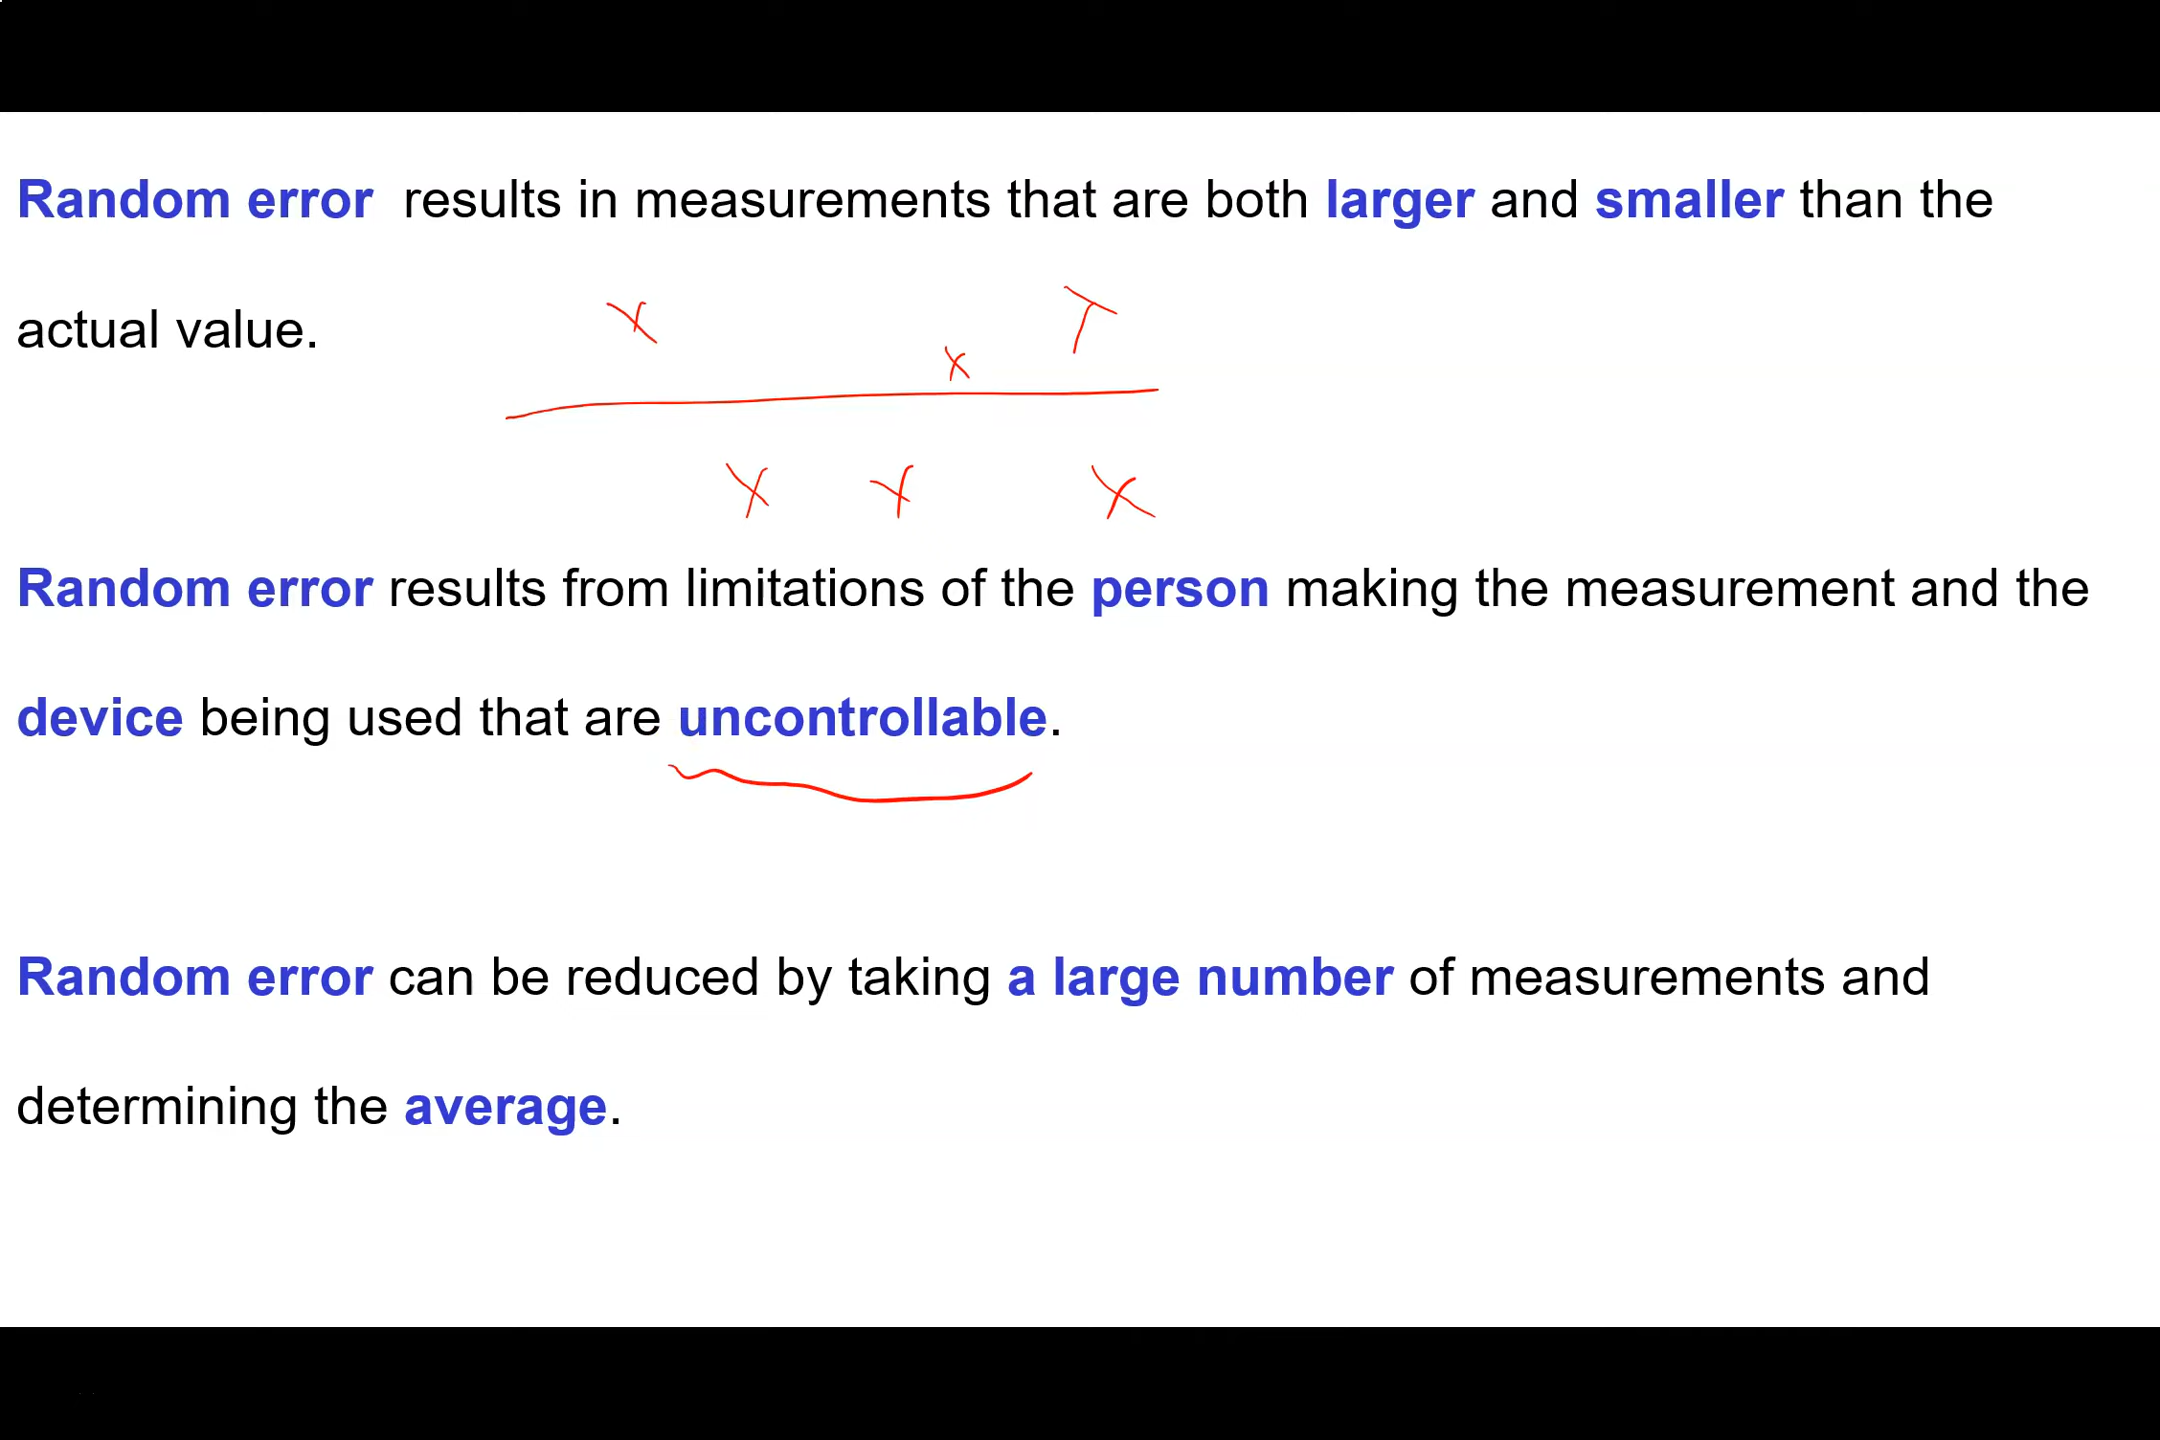 Random error results in measurements that are both larger and smaller than the
actual value.
Random error results from limitations of the person making the measurement and the
device being used that are uncontrollable.
Random error can be reduced by taking a large number of measurements and
determining the average.